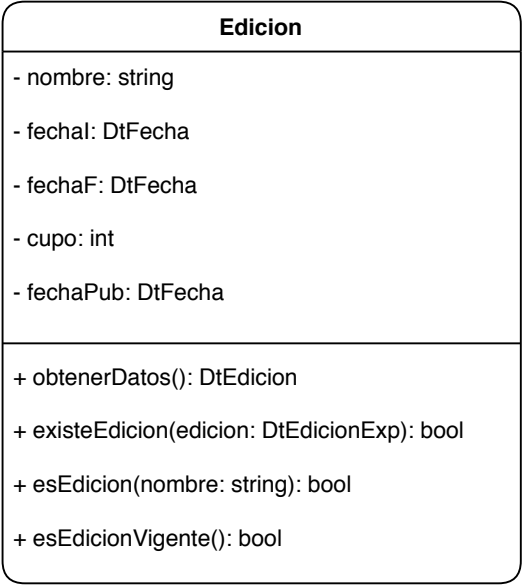 Edicion
- nombre: string
- fechaI: DtFecha
- fechaF: DtFecha
- cupo: int
- fechaPub: DtFecha
+ obtenerDatos(): DtEdicion
+ existeEdicion(edicion: DtEdicionExp): bool
+ esEdicion(nombre: string): bool
+ esEdicionVigente(): bool